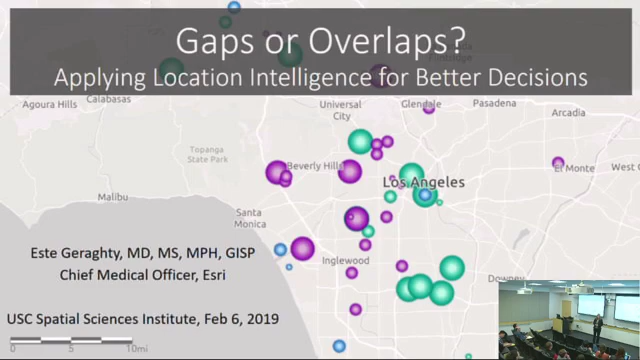 Gaps or Overlaps?
Applying Location Intelligence for Better Decisions
Agoura Hills
Calabasas
Universal
City
Glendale
Pasadena
Arcadia
Topanga
State Park
Beverly Hills
El Monte
West C
Los Angeles
Malibu
Santa
Monica
Este Geraghty, MD, MS, MPH, GISP
Chief Medical Officer, Esri
Inglewood
Downey
USC Spatial Sciences Institute, Feb 6, 2019
0
5
10mi